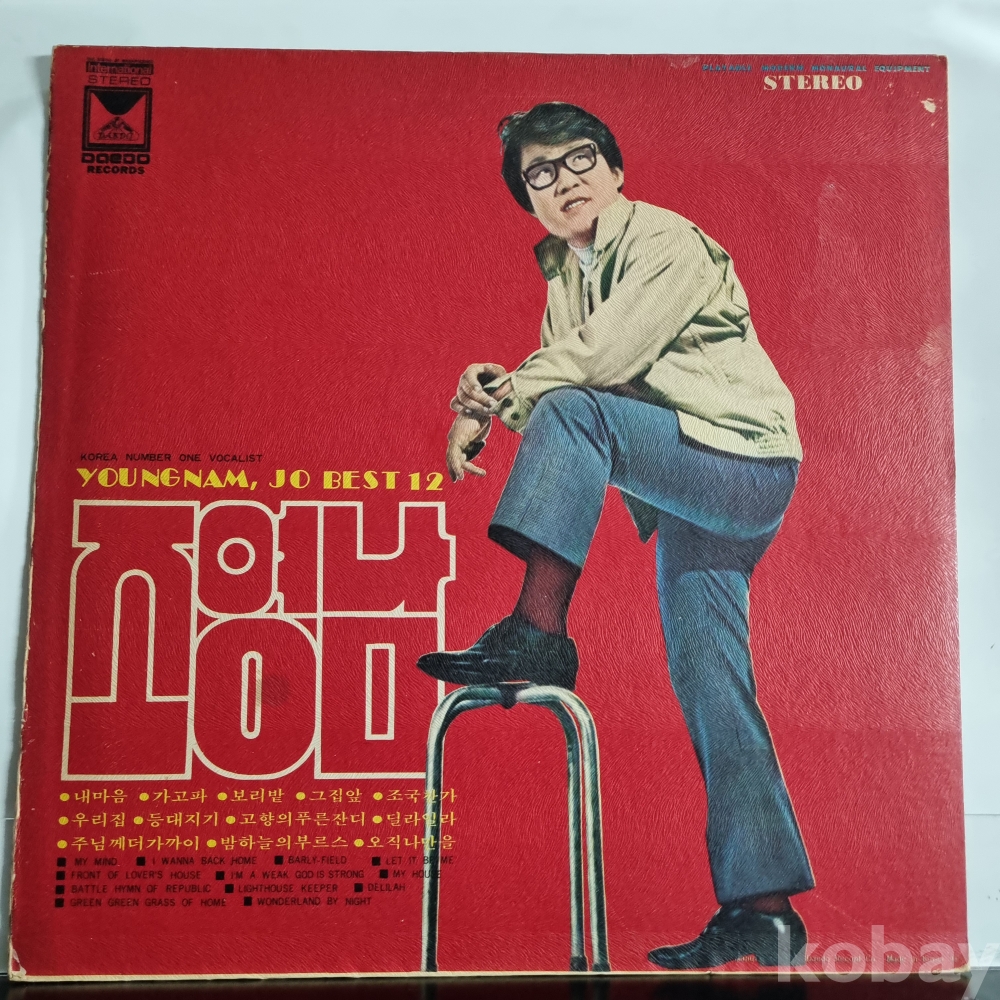 International
STEREO
DAEDO
RECORDS
PLAYABLE MODERN MONAURAL EQUIPMENT
STEREO
KOREA NUMBER ONE VOCALIST
YOUNGNAM, JO BEST 12
조영남
●내마음 ●가고파 ●보리밭 ●그집앞 ●조국찬가
●우리집 ●등대지기 ●고향의푸른잔디 ●딜라일라
●주님께더가까이 ●밤하늘의부르스 ●오직나만을
■ MY MIND ■ I WANNA BACK HOME ■ BARLY-FIELD ■ LET IT BE ME
■ FRONT OF LOVER'S HOUSE ■ I'M A WEAK GOD IS STRONG ■ MY HOUSE
■ BATTLE HYMN OF REPUBLIC ■ LIGHTHOUSE KEEPER ■ DELILAH
■ GREEN GREEN GRASS OF HOME ■ WONDERLAND BY NIGHT
kobay